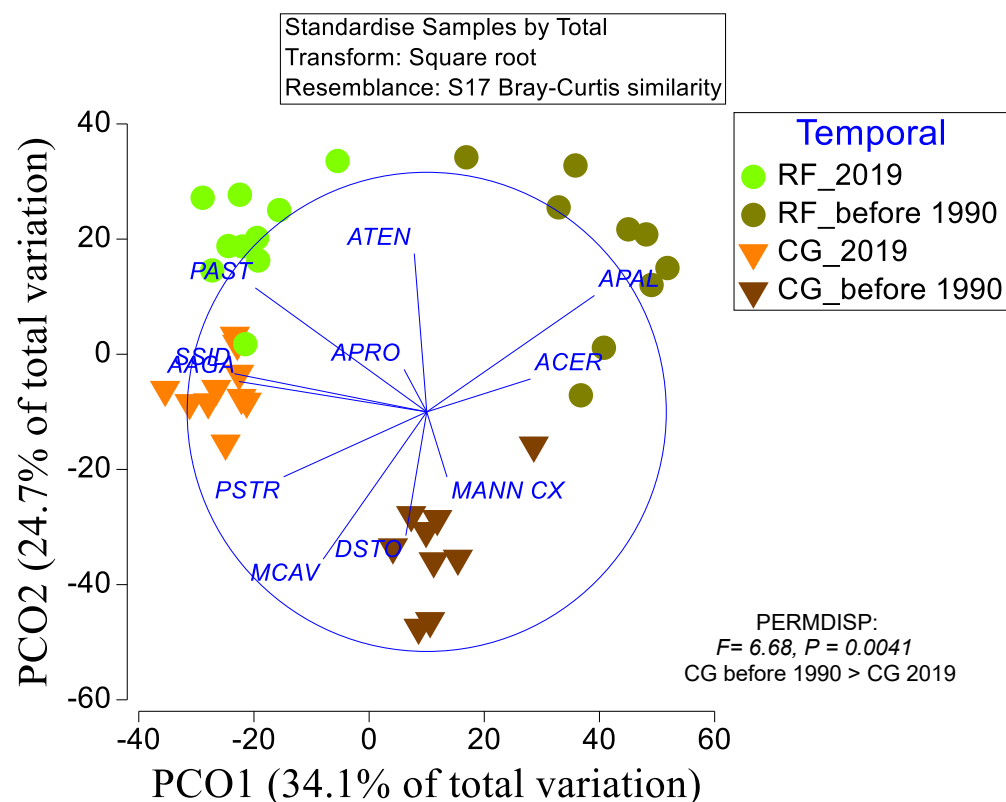 Standardise Samples by Total
Transform: Square root
Resemblance: S17 Bray-Curtis similarity
Temporal
RF_2019
RF_before 1990
CG_2019
CG_before 1990
PCO2 (24.7% of total variation)
40
20
0
-20
-40
-60
ATEN
PAST
APAL
APRO
ACER
SSID
AAGA
PSTR
MANN CX
DSTO
MCAV
PERMDISP:
F= 6.68, P = 0.0041
CG before 1990 > CG 2019
-40
-20
0
20
40
60
PCO1 (34.1% of total variation)